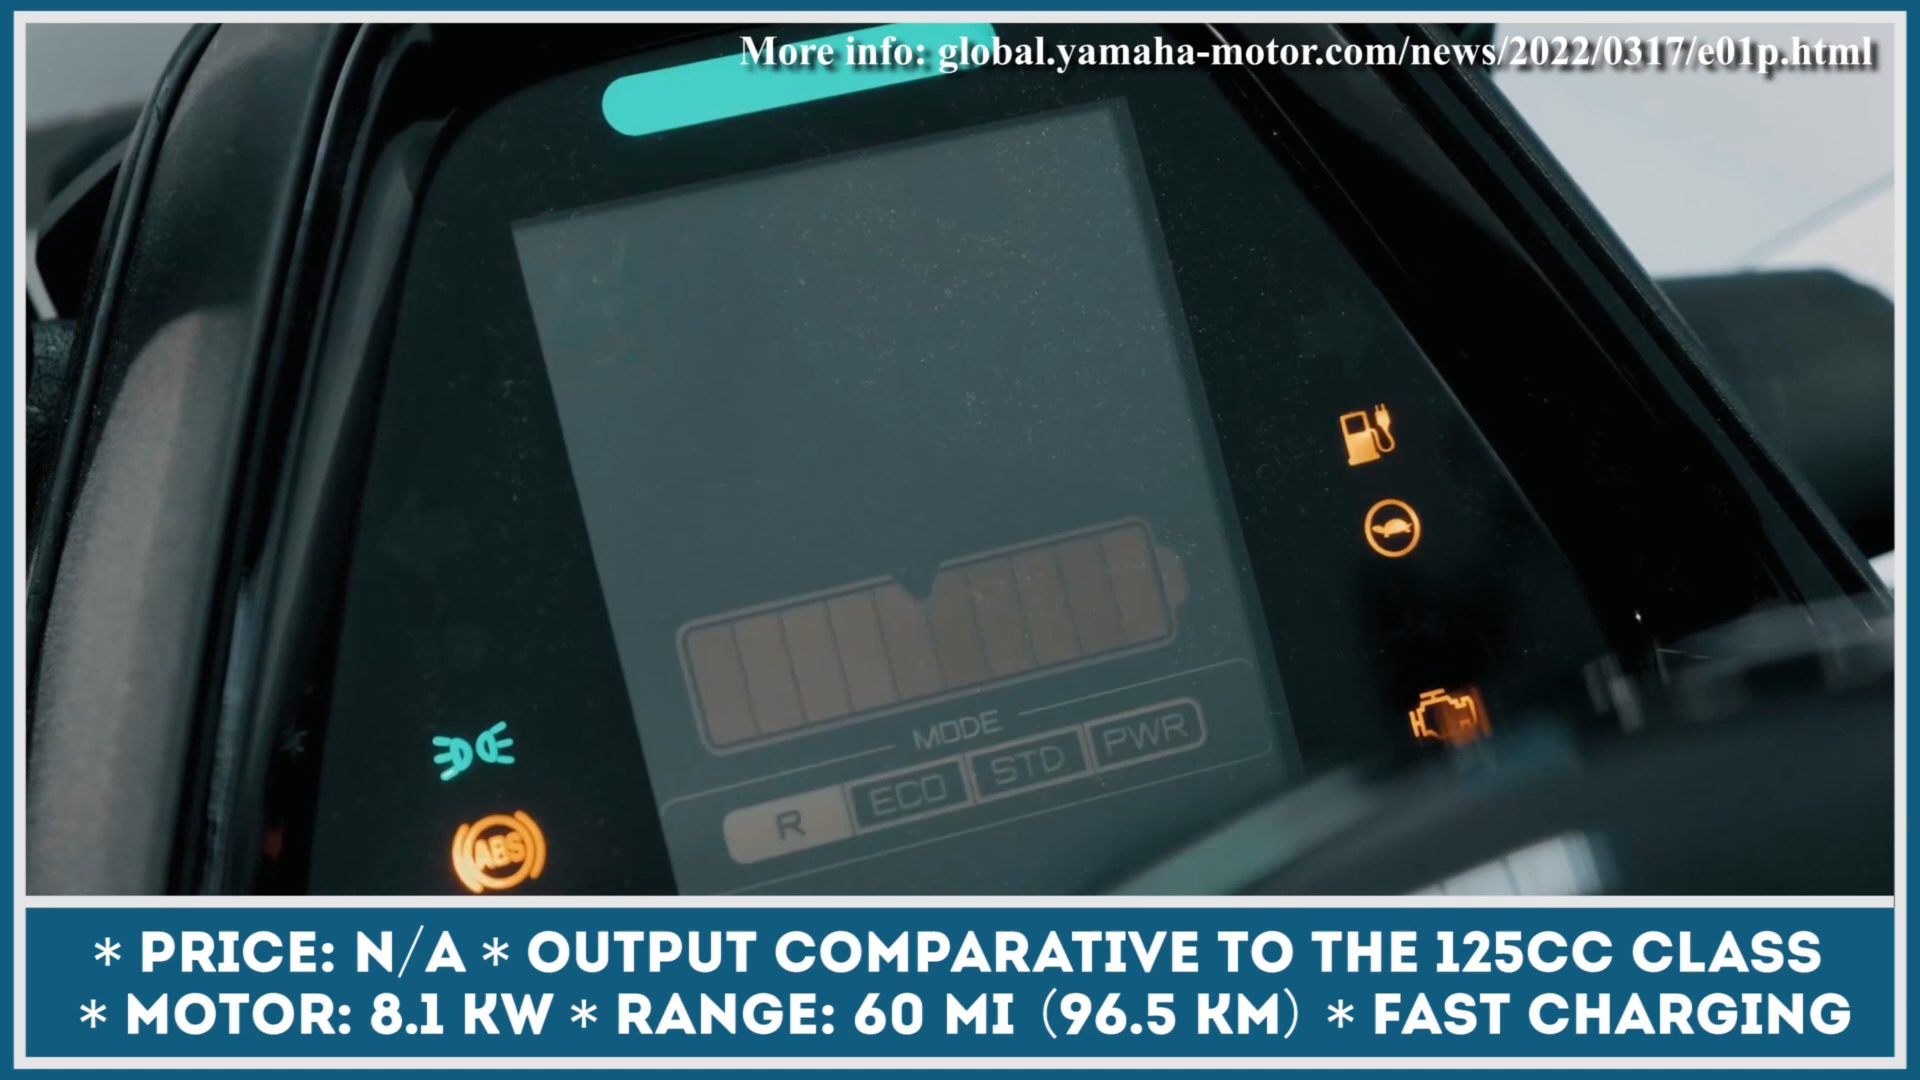 More info: global.yamaha-motor.com/news/2022/0317/e01p.html
MODE
R ECO STD PWR
ABS
* PRICE: N/A * OUTPUT COMPARATIVE TO THE 125CC CLASS
* MOTOR: 8.1 KW * RANGE: 60 MI (96.5 KM) * FAST CHARGING